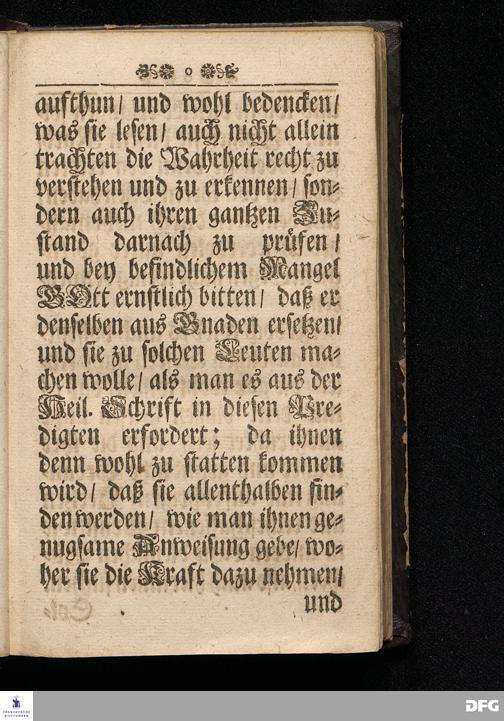 o
aufthun/ und wohl bedencken/
was sie lesen/ auch nicht allein
trachten die Wahrheit recht zu
verstehen und zu erkennen/ son-
dern auch ihren gantzen Zu-
stand darnach zu prüfen/
und bey befindlichem Mangel
GOtt ernstlich bitten/ daß er
denselben aus Gnaden ersetzen/
und sie zu solchen Leuten ma-
chen wolle/ als man es aus der
Heil. Schrift in diesen Pre-
digten erfordert; da ihnen
denn wohl zu statten kommen
wird/ daß sie allenthalben fin-
den werden/ wie man ihnen ge-
nugsame Anweisung gebe/ wo-
her sie die Kraft dazu nehmen/
und
FRANCKESCHE
STIFTUNGEN
DFG